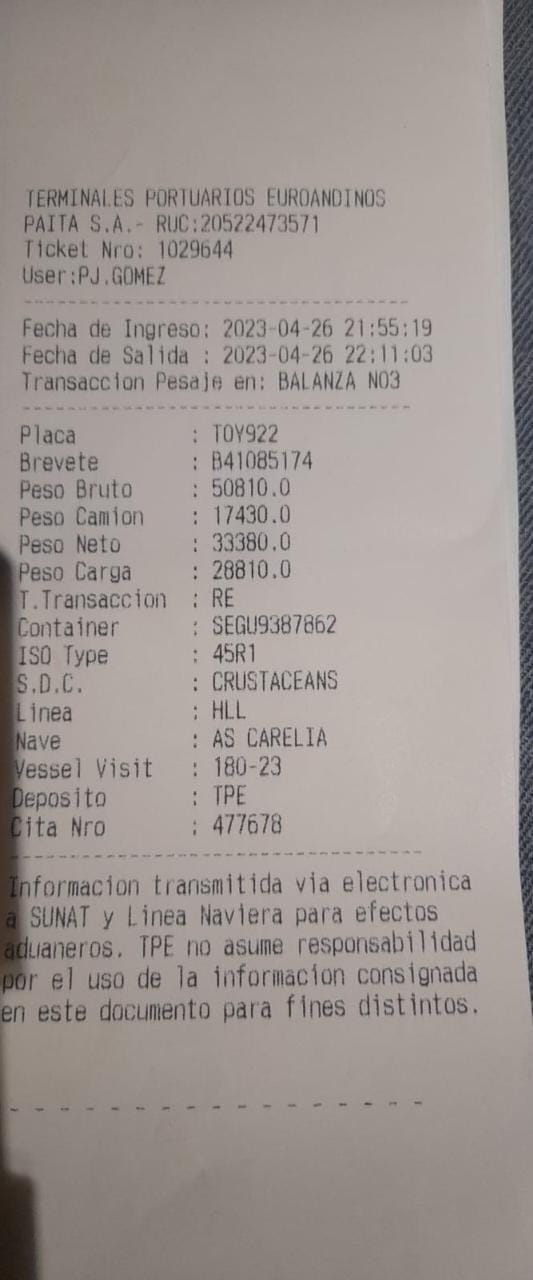 TERMINALES PORTUARIOS EUROANDINOS
PAITA S.A.- RUC:20522473571
Ticket Nro: 1029644
User:PJ.GOMEZ
Fecha de Ingreso: 2023-04-26 21:55:19
Fecha de Salida : 2023-04-26 22:11:03
Transaccion Pesaje en: BALANZA NO3
Placa : TOY922
Brevete : B41085174
Peso Bruto : 50810.0
Peso Camion : 17430.0
Peso Neto : 33380.0
Peso Carga : 28810.0
T.Transaccion : RE
Container : SEGU9387862
ISO Type : 45R1
S.D.C. : CRUSTACEANS
Linea : HLL
Nave : AS CARELIA
Vessel Visit : 180-23
Deposito : TPE
Cita Nro : 477678
Informacion transmitida via electronica
a SUNAT y Linea Naviera para efectos
aduaneros. TPE no asume responsabilidad
por el uso de la informacion consignada
en este documento para fines distintos.